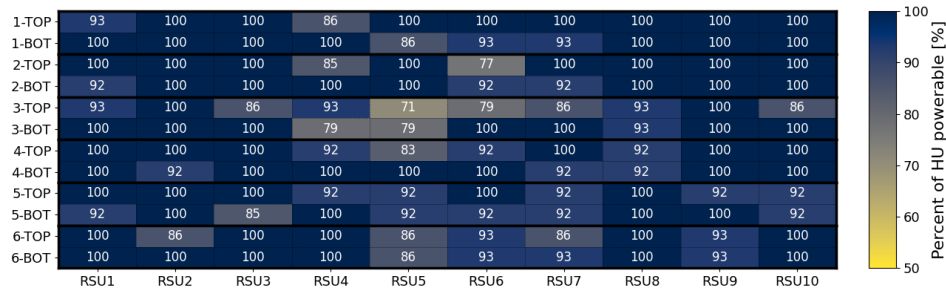 1-TOP 93 100 100 86 100 100 100 100 100 100
1-BOT 100 100 100 100 86 93 93 100 100 100
2-TOP 100 100 100 85 100 77 100 100 100 100
2-BOT 92 100 100 100 100 92 92 100 100 100
3-TOP 93 100 86 93 71 79 86 93 100 86
3-BOT 100 100 100 79 79 100 100 93 100 100
4-TOP 100 100 100 92 83 92 100 92 100 100
4-BOT 100 92 100 100 100 100 92 92 100 100
5-TOP 100 100 100 92 92 100 92 100 92 92
5-BOT 92 100 85 100 92 92 92 100 100 92
6-TOP 100 86 100 100 86 93 86 100 93 100
6-BOT 100 100 100 100 86 93 93 100 93 100
RSU1 RSU2 RSU3 RSU4 RSU5 RSU6 RSU7 RSU8 RSU9 RSU10
100
90
80
70
60
50
Percent of HU powerable [%]